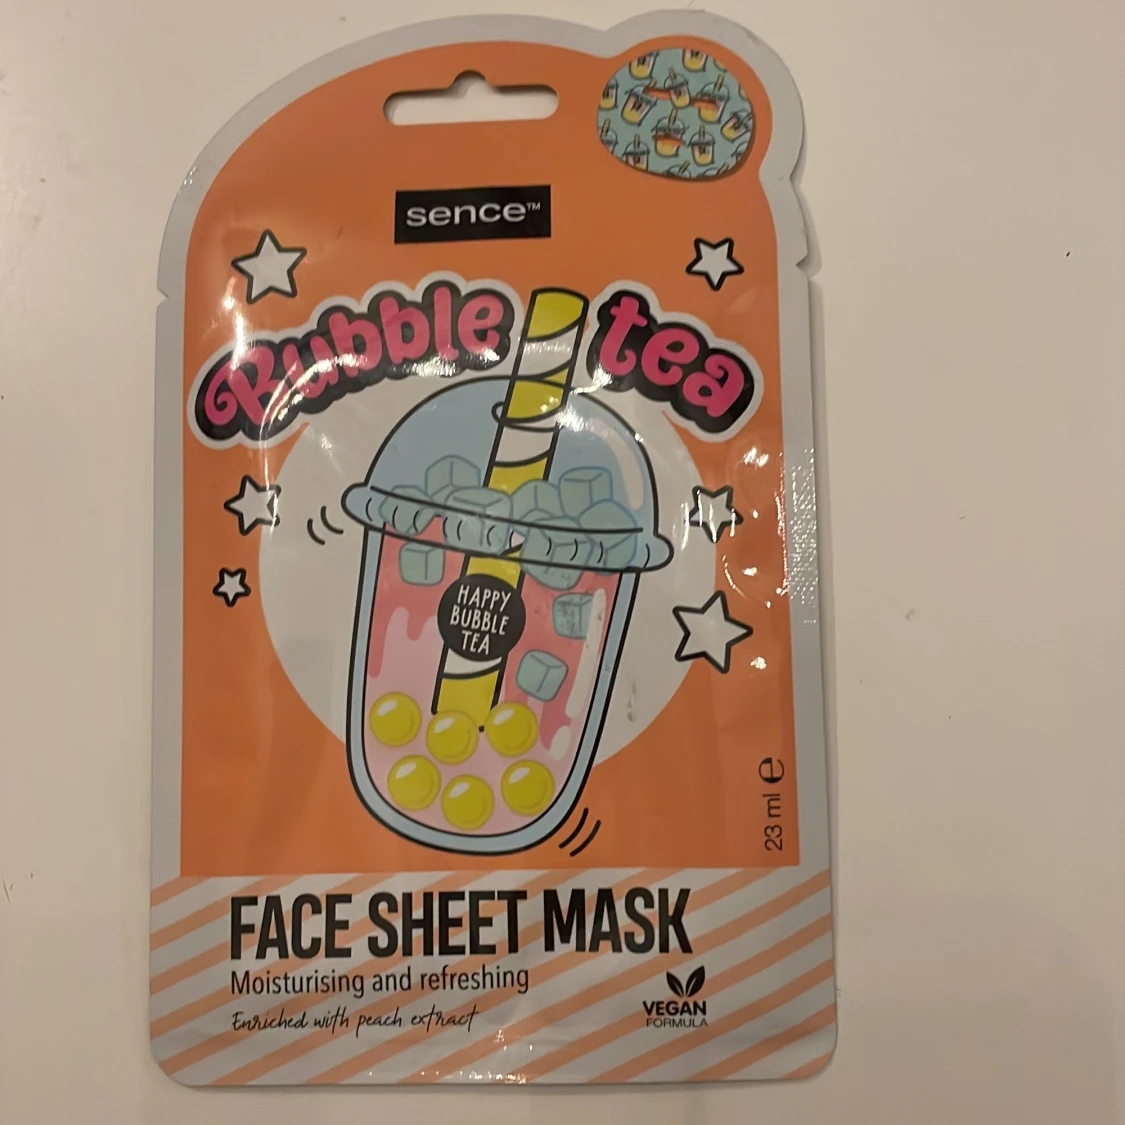 sence™
Bubble tea
HAPPY
BUBBLE
TEA
23 ml ℮
FACE SHEET MASK
Moisturising and refreshing
Enriched with peach extract
VEGAN
FORMULA